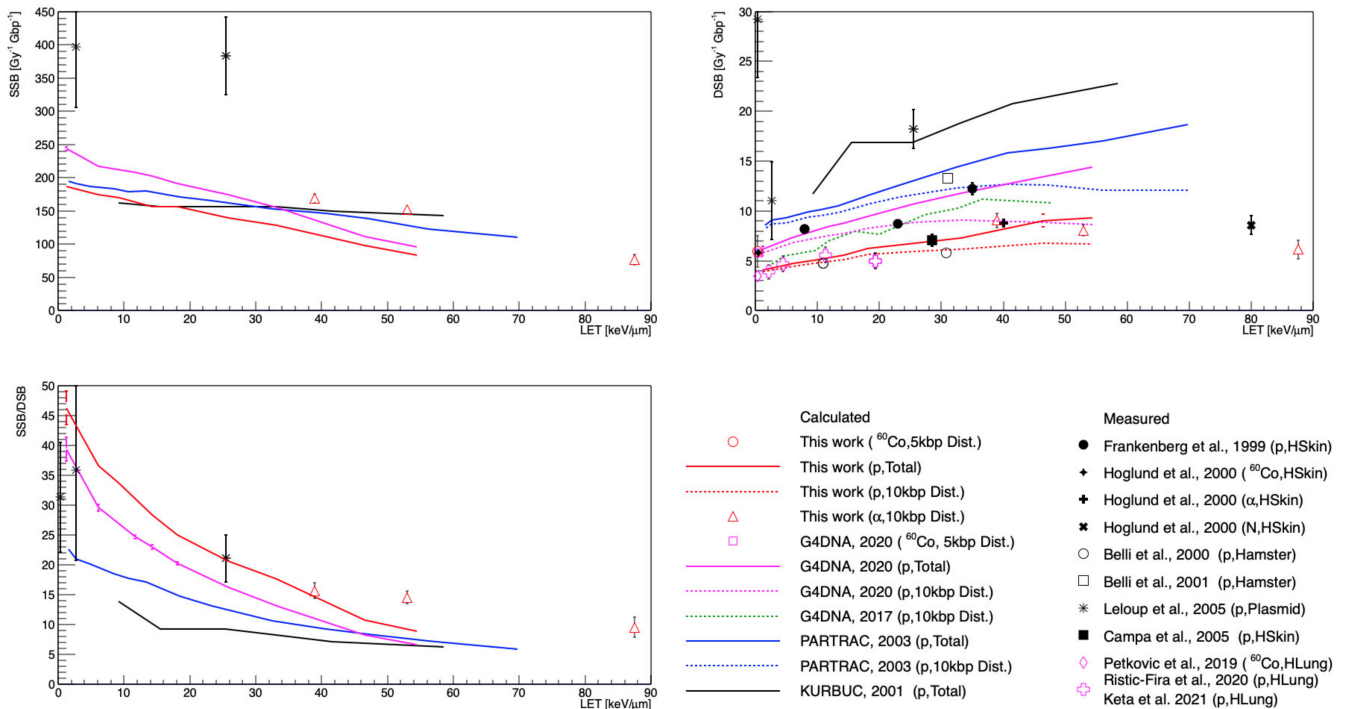 SSB [Gy⁻¹ Gbp⁻¹]
450
400
350
300
250
200
150
100
50
0
0 10 20 30 40 50 60 70 80 90
LET [keV/μm]
DSB [Gy⁻¹ Gbp⁻¹]
30
25
20
15
10
5
0
0 10 20 30 40 50 60 70 80 90
LET [keV/μm]
SSB/DSB
50
45
40
35
30
25
20
15
10
5
0
0 10 20 30 40 50 60 70 80 90
LET [keV/μm]
Calculated
This work ( ⁶⁰Co,5kbp Dist.)
This work (p,Total)
This work (p,10kbp Dist.)
This work (α,10kbp Dist.)
G4DNA, 2020 ( ⁶⁰Co, 5kbp Dist.)
G4DNA, 2020 (p,Total)
G4DNA, 2020 (p,10kbp Dist.)
G4DNA, 2017 (p,10kbp Dist.)
PARTRAC, 2003 (p,Total)
PARTRAC, 2003 (p,10kbp Dist.)
KURBUC, 2001 (p,Total)
Measured
Frankenberg et al., 1999 (p,HSkin)
Hoglund et al., 2000 ( ⁶⁰Co,HSkin)
Hoglund et al., 2000 (α,HSkin)
Hoglund et al., 2000 (N,HSkin)
Belli et al., 2000 (p,Hamster)
Belli et al., 2001 (p,Hamster)
Leloup et al., 2005 (p,Plasmid)
Campa et al., 2005 (p,HSkin)
Petkovic et al., 2019 ( ⁶⁰Co,HLung)
Ristic-Fira et al., 2020 (p,HLung)
Keta et al. 2021 (p,HLung)